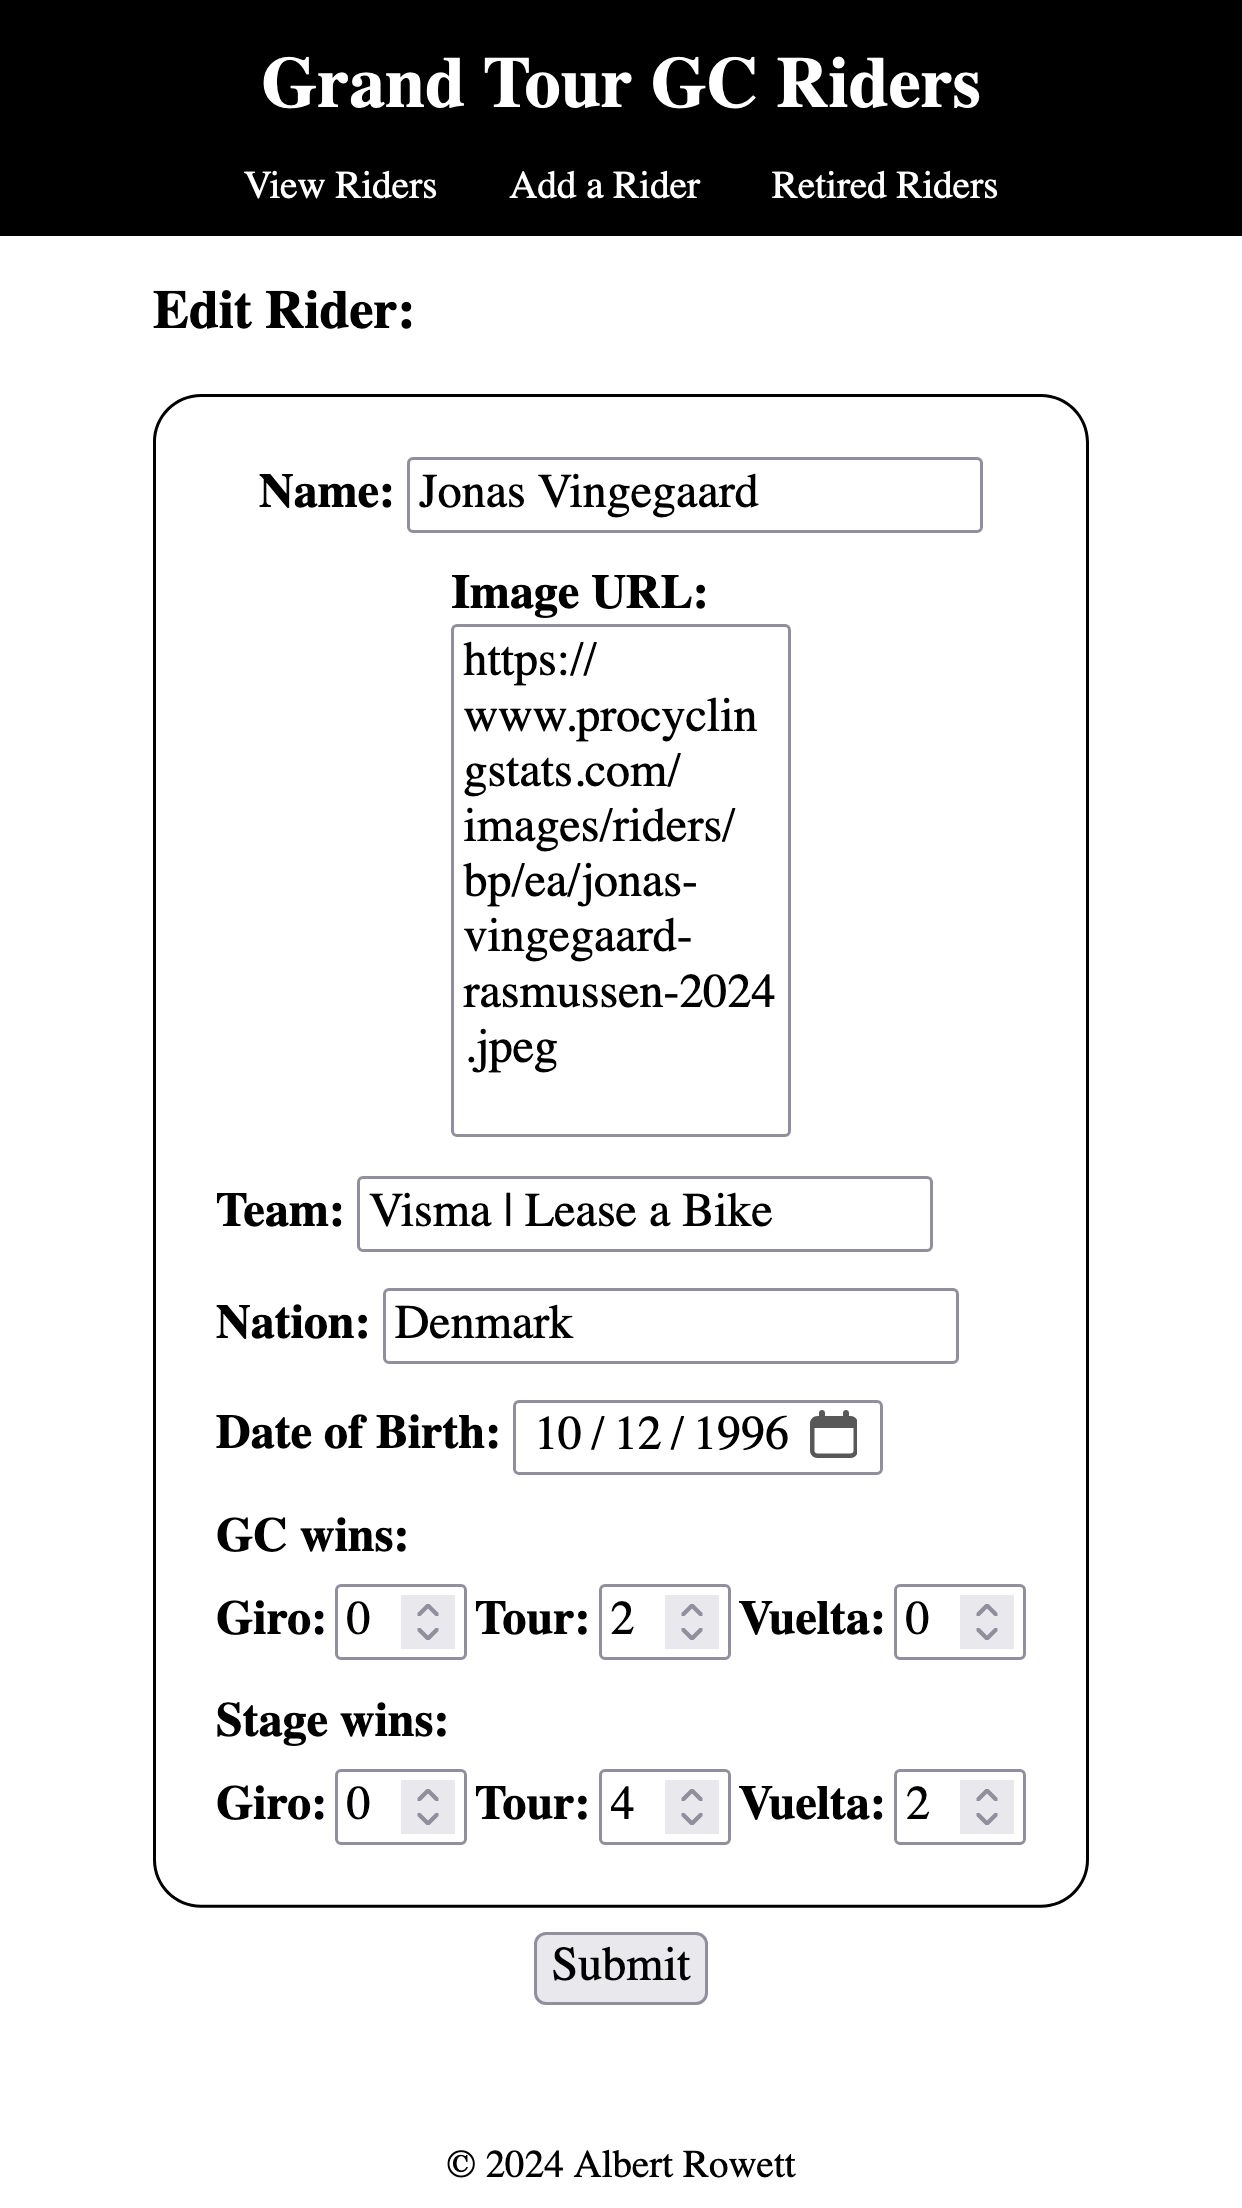 Grand Tour GC Riders
View Riders Add a Rider Retired Riders
Edit Rider:
Name: Jonas Vingegaard
Image URL:
https://
www.procyclin
gstats.com/
images/riders/
bp/ea/jonas-
vingegaard-
rasmussen-2024
.jpeg
Team: Visma | Lease a Bike
Nation: Denmark
Date of Birth: 10 / 12 / 1996
GC wins:
Giro: 0 Tour: 2 Vuelta: 0
Stage wins:
Giro: 0 Tour: 4 Vuelta: 2
Submit
© 2024 Albert Rowett